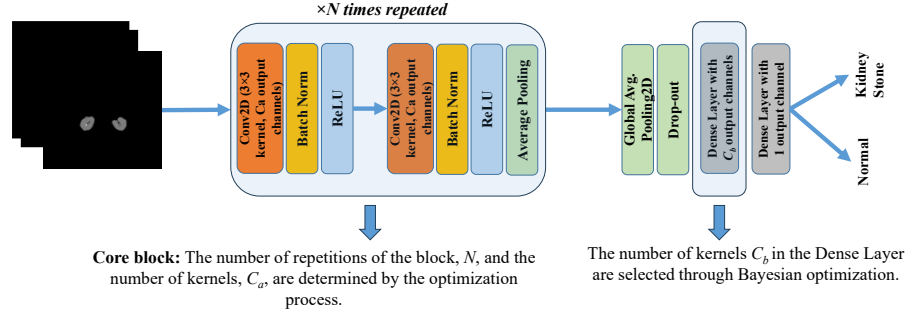 ×N times repeated
Conv2D (3×3
kernel, Ca output
channels)
Batch Norm
ReLU
Conv2D (3×3
kernel, Ca output
channels)
Batch Norm
ReLU
Average Pooling
Global Avg.
Pooling2D
Drop-out
Dense Layer with
C_b output channels
Dense Layer with
1 output channel
Kidney
Stone
Normal
Core block: The number of repetitions of the block, N, and the
number of kernels, C_a, are determined by the optimization
process.
The number of kernels C_b in the Dense Layer
are selected through Bayesian optimization.